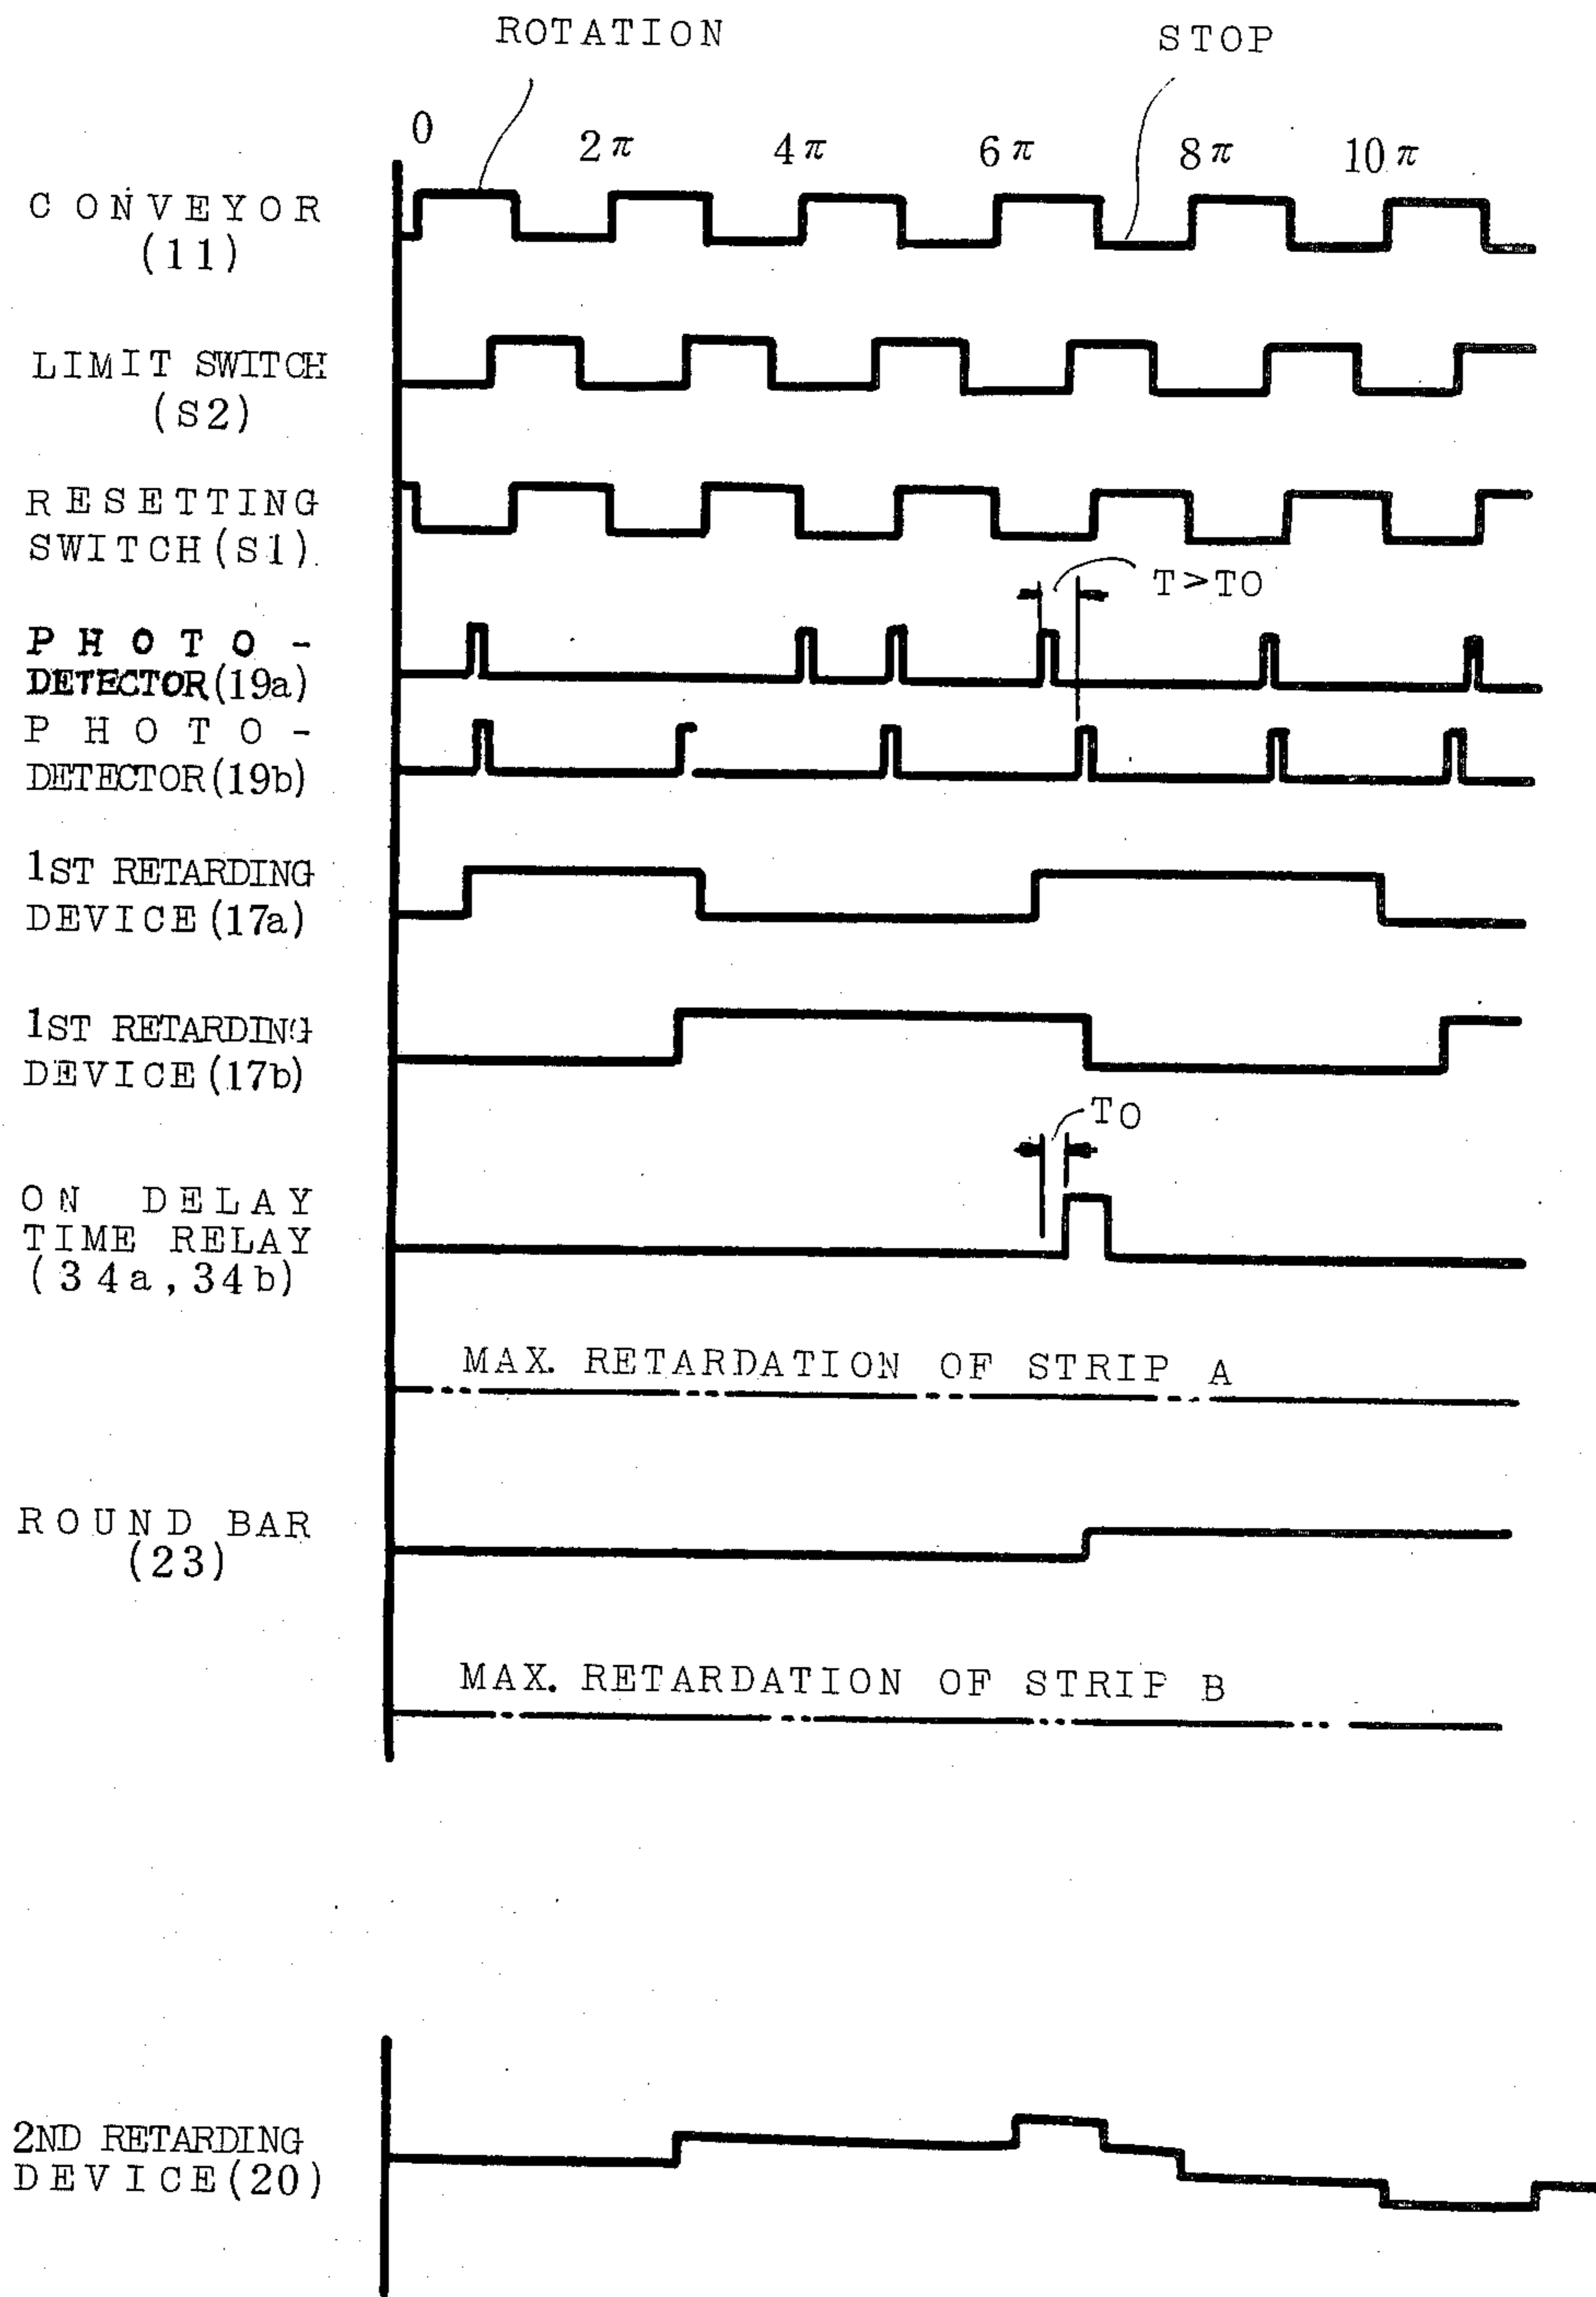 ROTATION
STOP
0 2π 4π 6π 8π 10π
CONVEYOR
(11)
LIMIT SWITCH
(S2)
RESETTING
SWITCH(S1)
T>TO
PHOTO-
DETECTOR(19a)
PHOTO-
DETECTOR(19b)
1ST RETARDING
DEVICE(17a)
1ST RETARDING
DEVICE(17b)
TO
ON DELAY
TIME RELAY
(34a,34b)
MAX. RETARDATION OF STRIP A
ROUND BAR
(23)
MAX. RETARDATION OF STRIP B
2ND RETARDING
DEVICE(20)